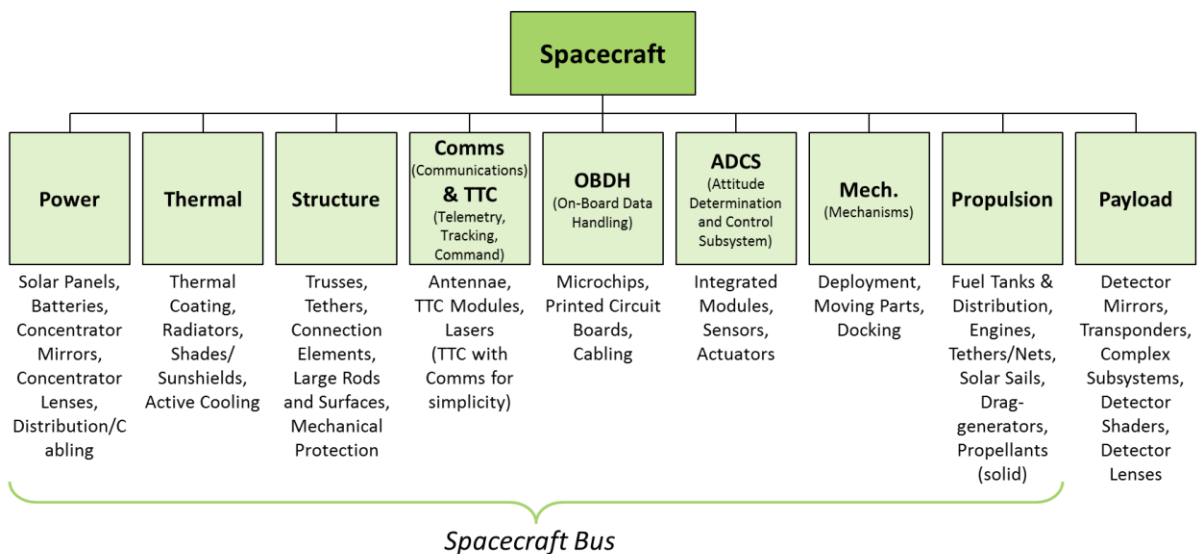 Spacecraft
Power
Thermal
Structure
Comms
(Communications)
& TTC
(Telemetry,
Tracking,
Command)
OBDH
(On-Board Data
Handling)
ADCS
(Attitude
Determination
and Control
Subsystem)
Mech.
(Mechanisms)
Propulsion
Payload
Solar Panels,
Batteries,
Concentrator
Mirrors,
Concentrator
Lenses,
Distribution/C
abling
Thermal
Coating,
Radiators,
Shades/
Sunshields,
Active Cooling
Trusses,
Tethers,
Connection
Elements,
Large Rods
and Surfaces,
Mechanical
Protection
Antennae,
TTC Modules,
Lasers
(TTC with
Comms for
simplicity)
Microchips,
Printed Circuit
Boards,
Cabling
Integrated
Modules,
Sensors,
Actuators
Deployment,
Moving Parts,
Docking
Fuel Tanks &
Distribution,
Engines,
Tethers/Nets,
Solar Sails,
Drag-
generators,
Propellants
(solid)
Detector
Mirrors,
Transponders,
Complex
Subsystems,
Detector
Shaders,
Detector
Lenses
Spacecraft Bus